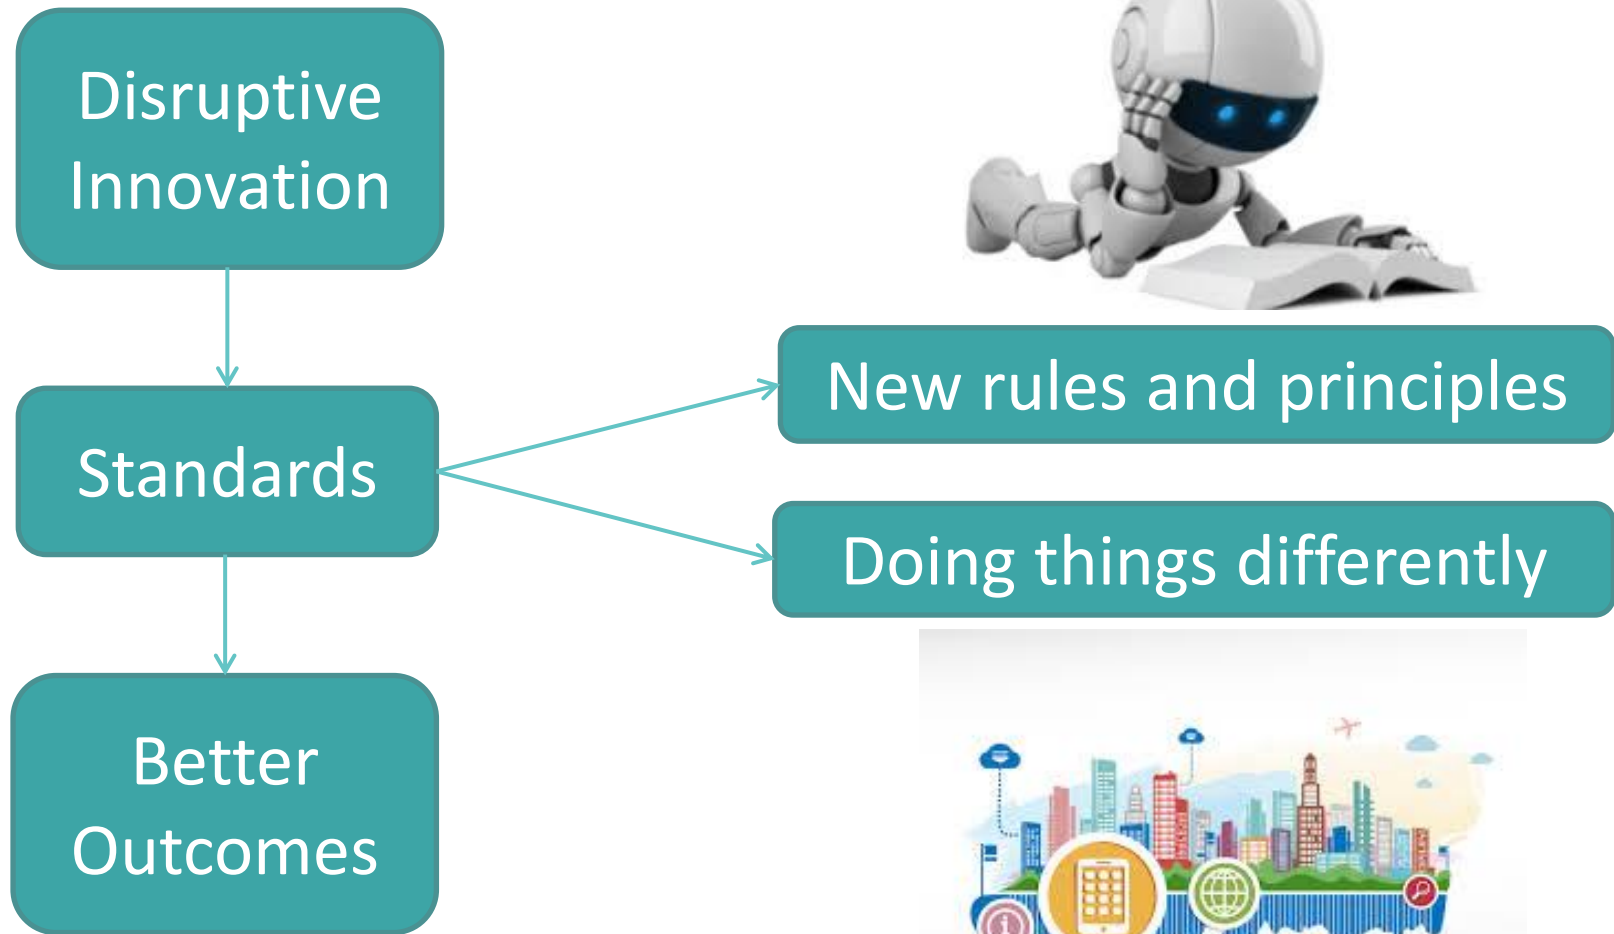 Disruptive
Innovation
Standards
New rules and principles
Doing things differently
Better
Outcomes